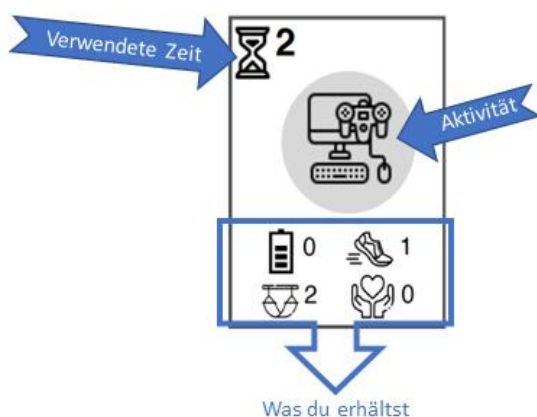 Verwendete Zeit
2
Aktivität
0 1
2 0
Was du erhältst